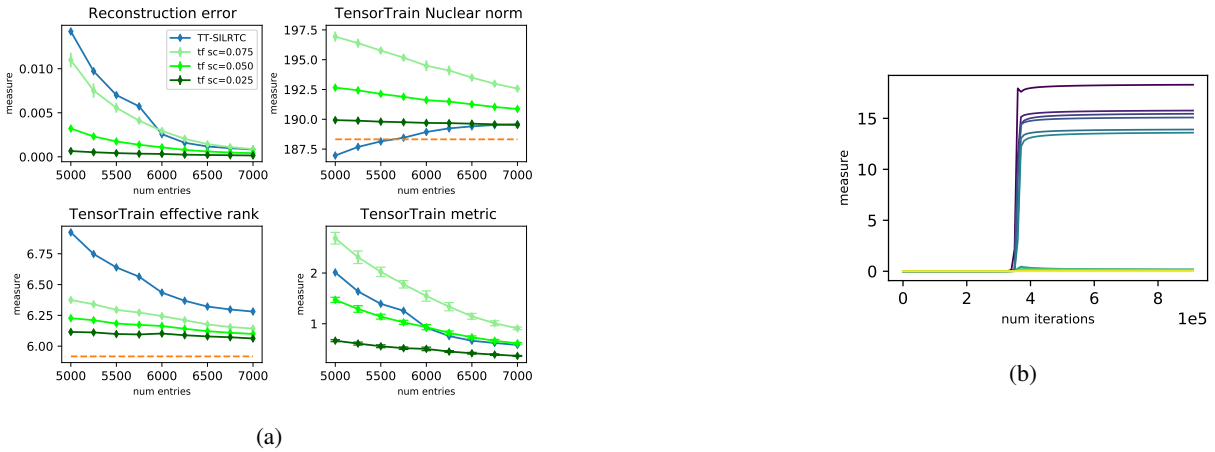 Reconstruction error
measure
0.010
0.005
0.000
TT-SILRTC
tf sc=0.075
tf sc=0.050
tf sc=0.025
5000 5500 6000 6500 7000
num entries
TensorTrain Nuclear norm
measure
197.5
195.0
192.5
190.0
187.5
5000 5500 6000 6500 7000
num entries
TensorTrain effective rank
measure
6.75
6.50
6.25
6.00
5000 5500 6000 6500 7000
num entries
TensorTrain metric
measure
2
1
5000 5500 6000 6500 7000
num entries
(a)
measure
15
10
5
0
0 2 4 6 8
num iterations
1e5
(b)